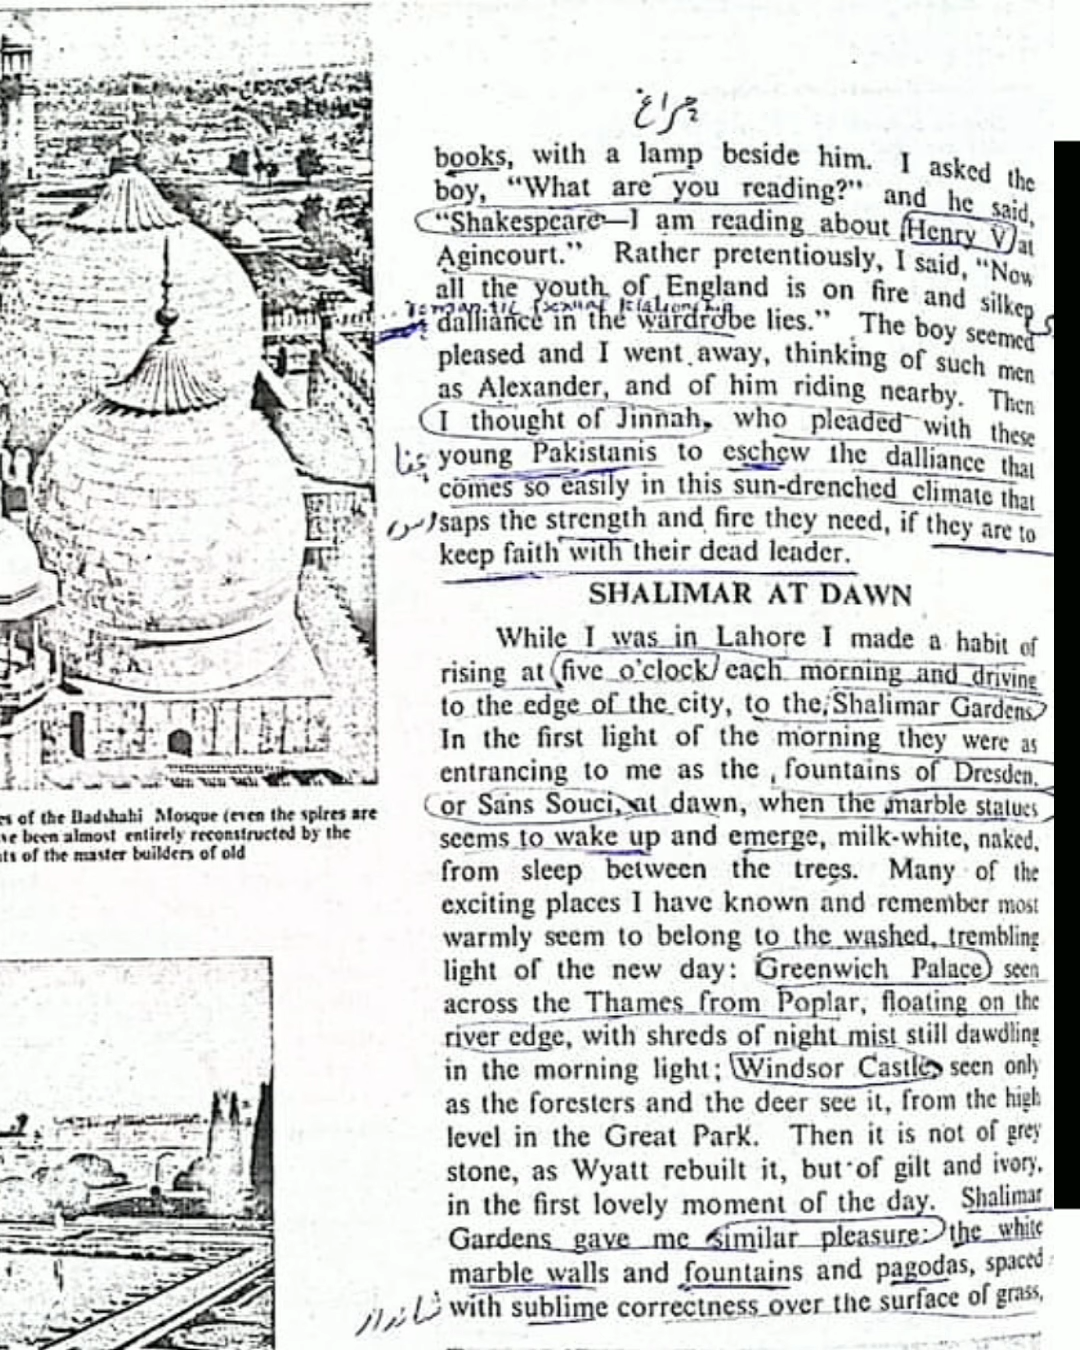 چراغ
books, with a lamp beside him. I asked the
boy, "What are you reading?" and he said,
"Shakespeare—I am reading about Henry V at
Agincourt." Rather pretentiously, I said, "Now
all the youth of England is on fire and silken
dalliance in the wardrobe lies." The boy seemed
pleased and I went away, thinking of such men
as Alexander, and of him riding nearby. Then
I thought of Jinnah, who pleaded with these
young Pakistanis to eschew the dalliance that
comes so easily in this sun-drenched climate that
saps the strength and fire they need, if they are to
keep faith with their dead leader.
SHALIMAR AT DAWN
While I was in Lahore I made a habit of
rising at five o'clock each morning and driving
to the edge of the city, to the Shalimar Gardens.
In the first light of the morning they were as
entrancing to me as the fountains of Dresden,
or Sans Souci, at dawn, when the marble statues
seems to wake up and emerge, milk-white, naked,
from sleep between the trees. Many of the
exciting places I have known and remember most
warmly seem to belong to the washed, trembling
light of the new day: Greenwich Palace seen
across the Thames from Poplar, floating on the
river edge, with shreds of night mist still dawdling
in the morning light; Windsor Castle seen only
as the foresters and the deer see it, from the high
level in the Great Park. Then it is not of grey
stone, as Wyatt rebuilt it, but of gilt and ivory,
in the first lovely moment of the day. Shalimar
Gardens gave me similar pleasure: the white
marble walls and fountains and pagodas, spaced
شاندار with sublime correctness over the surface of grass,
es of the Badshahi Mosque (even the spires are
ve been almost entirely reconstructed by the
ts of the master builders of old